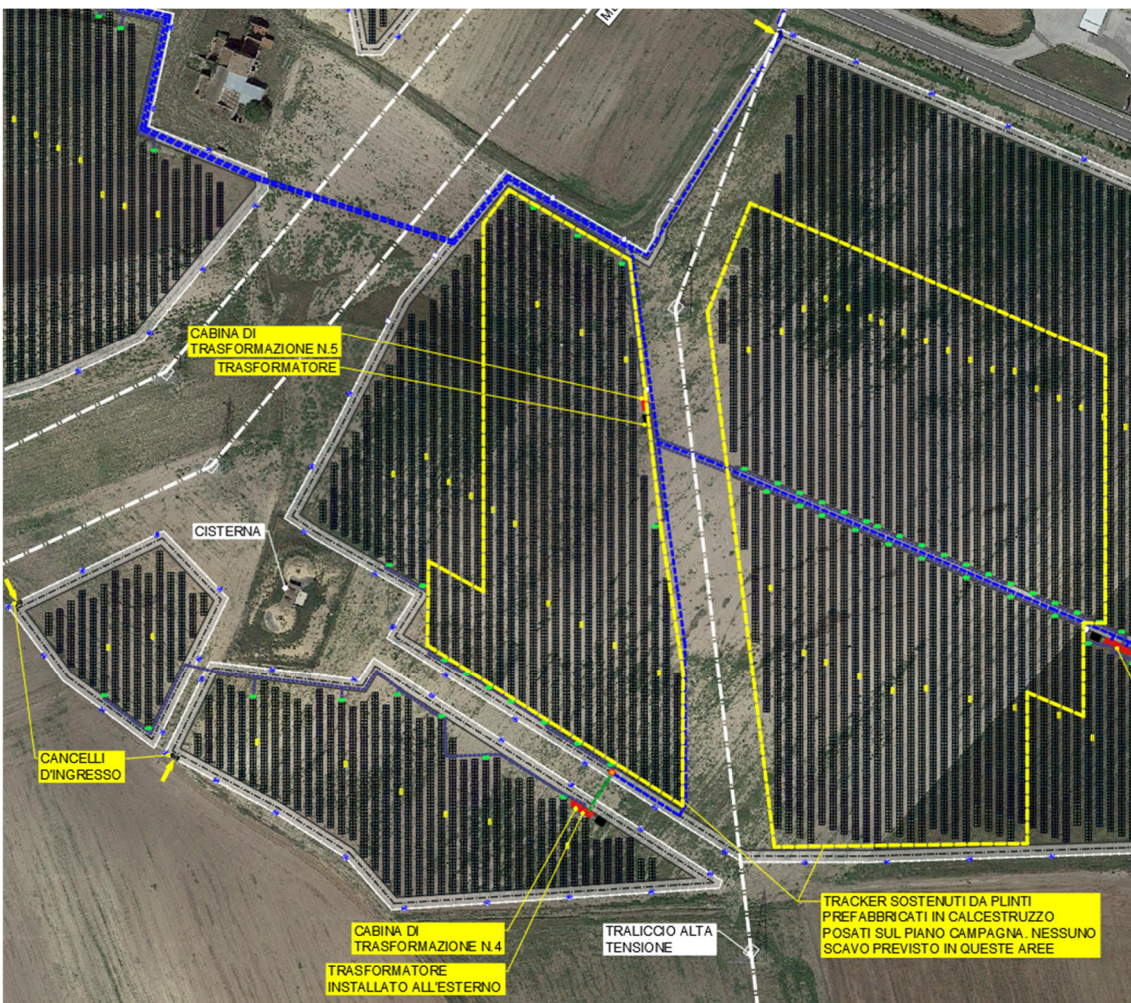 CABINA DI
TRASFORMAZIONE N.5
TRASFORMATORE
CISTERNA
CANCELLI
D'INGRESSO
CABINA DI
TRASFORMAZIONE N.4
TRASFORMATORE
INSTALLATO ALL'ESTERNO
TRALICCIO ALTA
TENSIONE
TRACKER SOSTENUTI DA PLINTI
PREFABBRICATI IN CALCESTRUZZO
POSATI SUL PIANO CAMPAGNA. NESSUNO
SCAVO PREVISTO IN QUESTE AREE